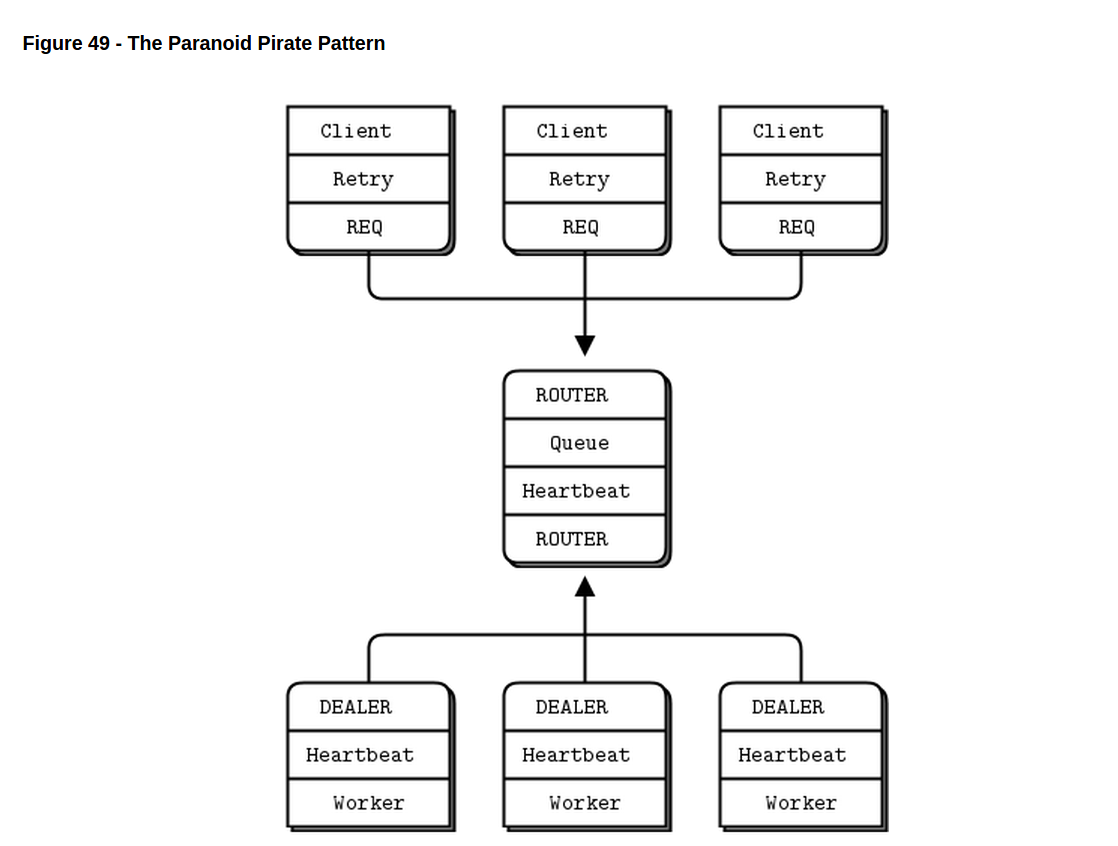 Figure 49 - The Paranoid Pirate Pattern
Client Client Client
Retry Retry Retry
REQ REQ REQ
ROUTER
Queue
Heartbeat
ROUTER
DEALER DEALER DEALER
Heartbeat Heartbeat Heartbeat
Worker Worker Worker